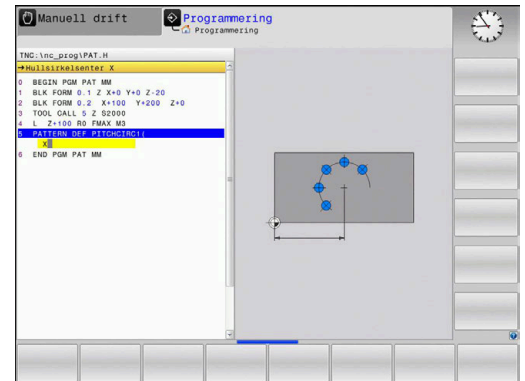 Manuell drift
Programmering
Programmering
TNC:\nc_prog\PAT.H
→Hullsirkelsenter X
0 BEGIN PGM PAT MM
1 BLK FORM 0.1 Z X+0 Y+0 Z-20
2 BLK FORM 0.2 X+100 Y+200 Z+0
3 TOOL CALL 5 Z S2000
4 L Z+100 R0 FMAX M3
5 PATTERN DEF PITCHCIRC1(
X
6 END PGM PAT MM